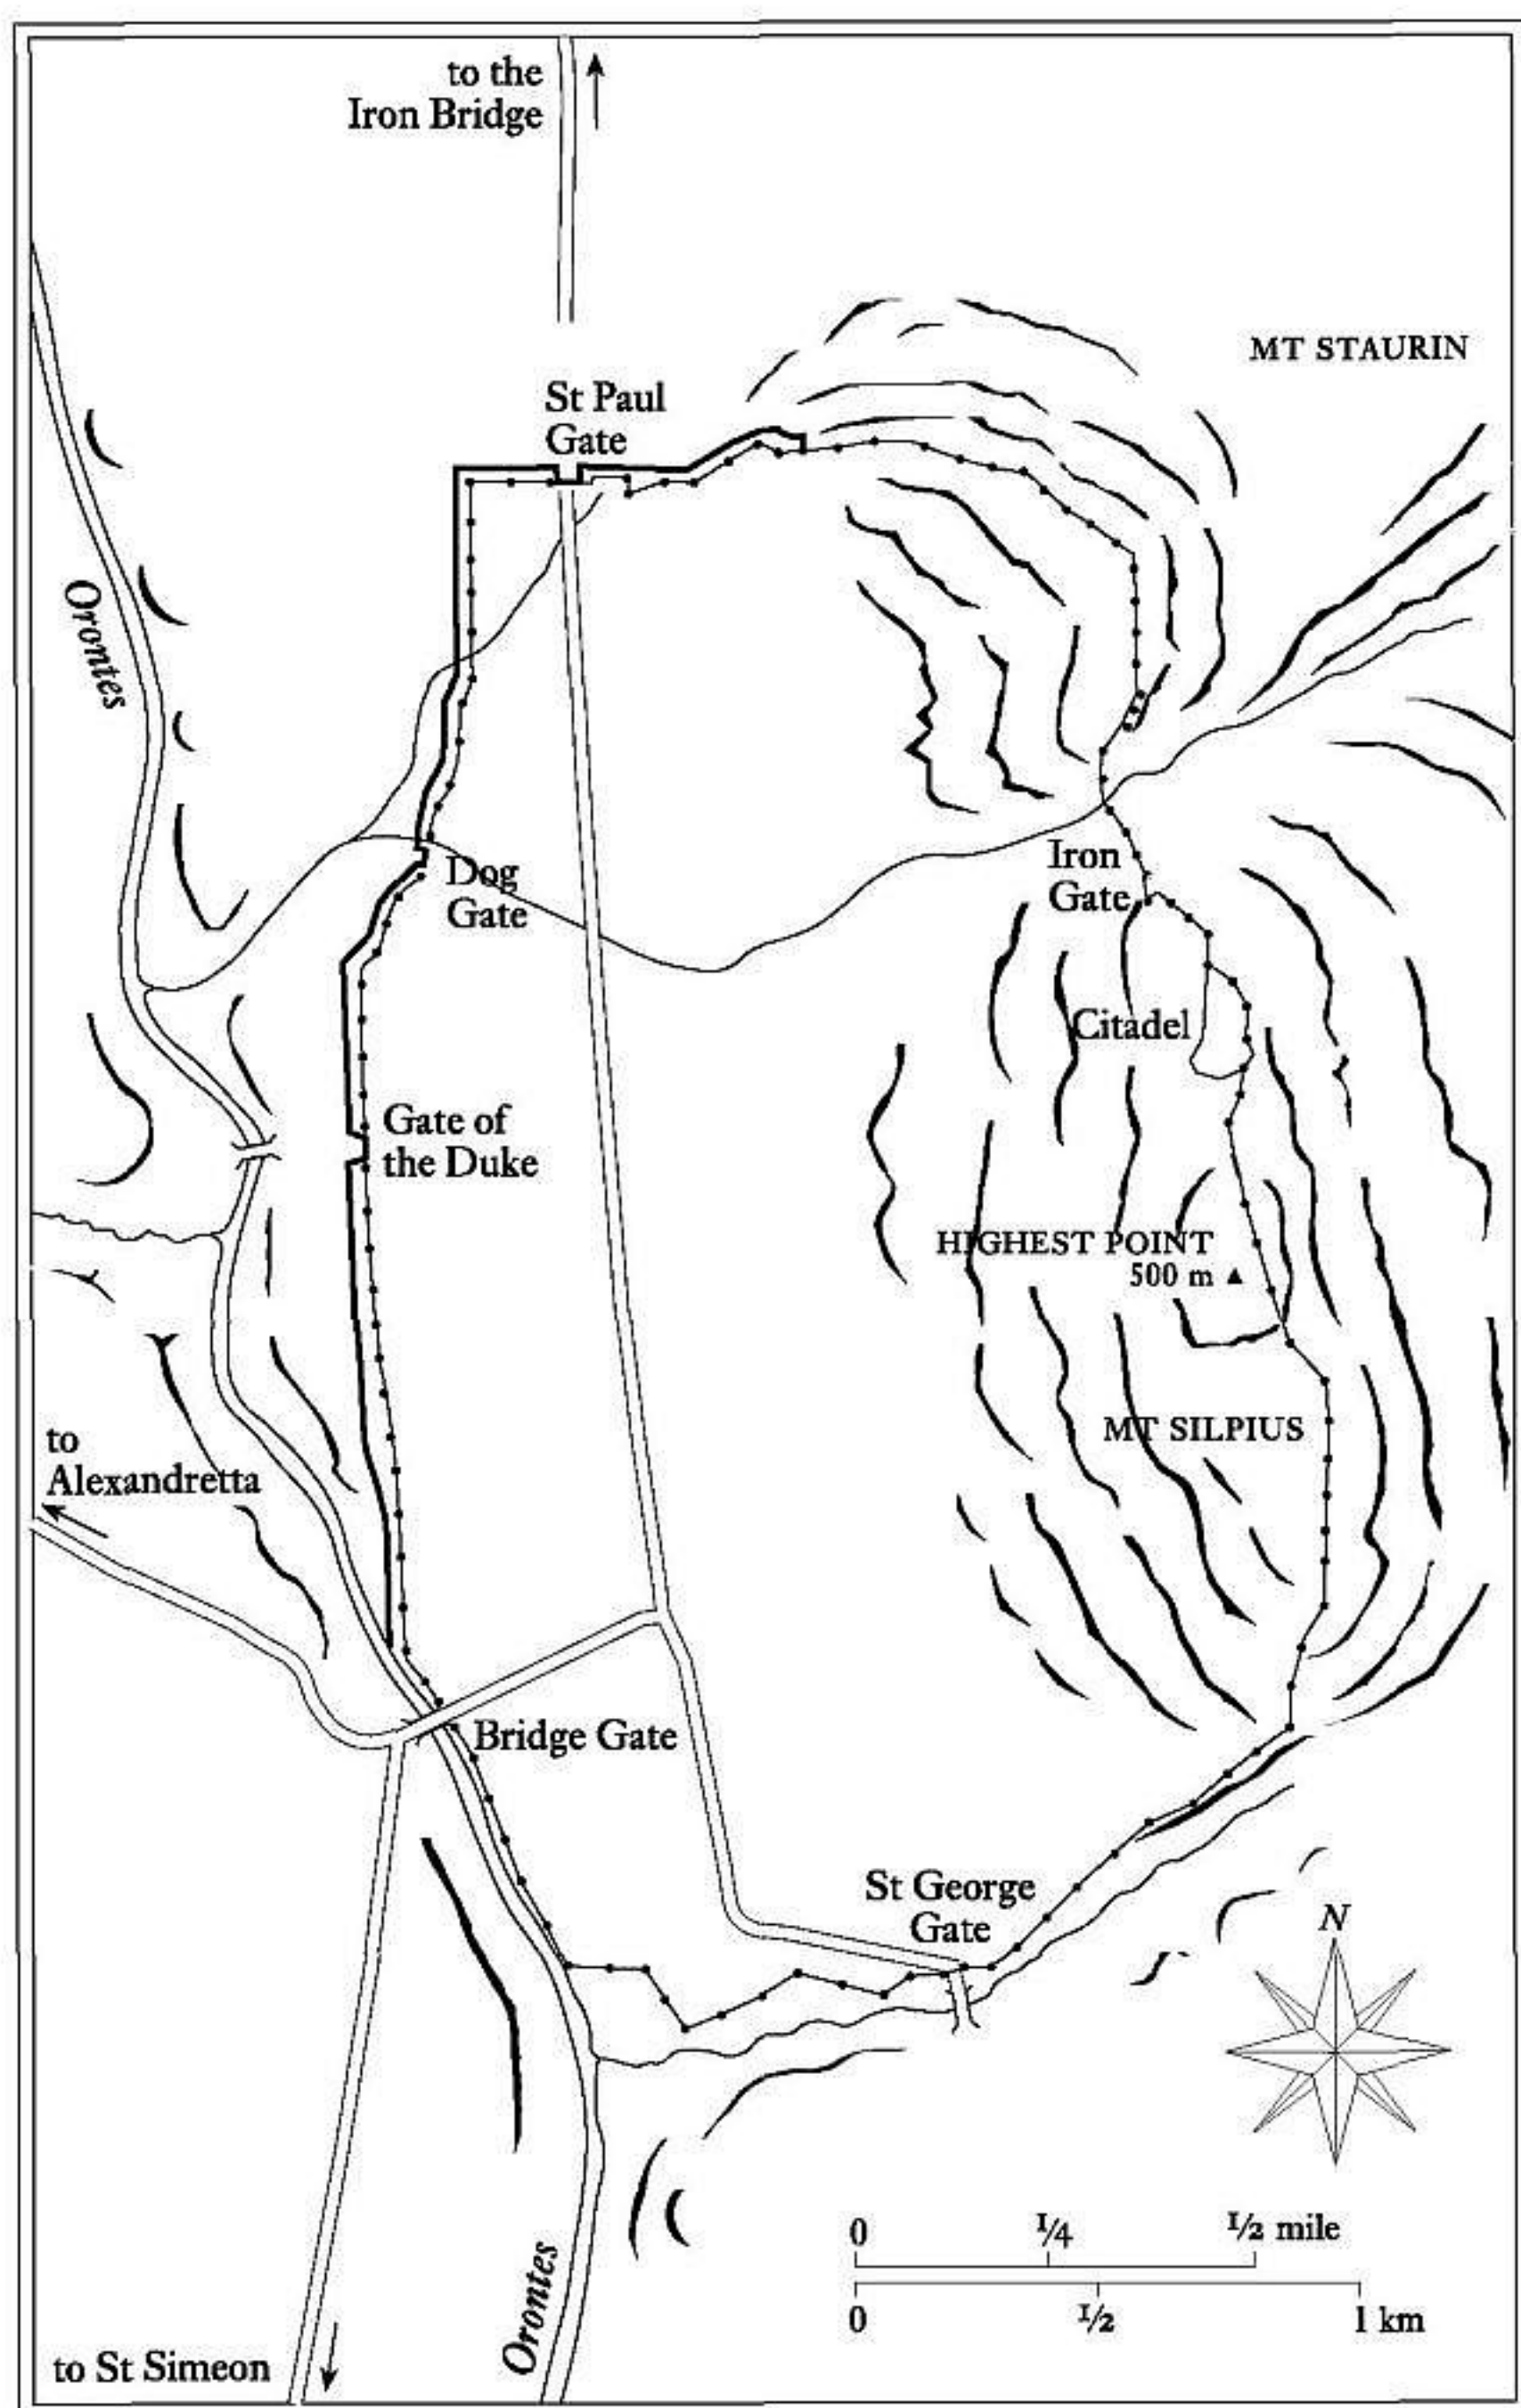 to the
Iron Bridge
MT STAURIN
St Paul
Gate
Orontes
Iron
Gate
Dog
Gate
Citadel
Gate of
the Duke
HIGHEST POINT
500 m
MT SILPIUS
to
Alexandretta
Bridge Gate
St George
Gate
N
0 1/4 1/2 mile
0 1/2 1 km
Orontes
to St Simeon